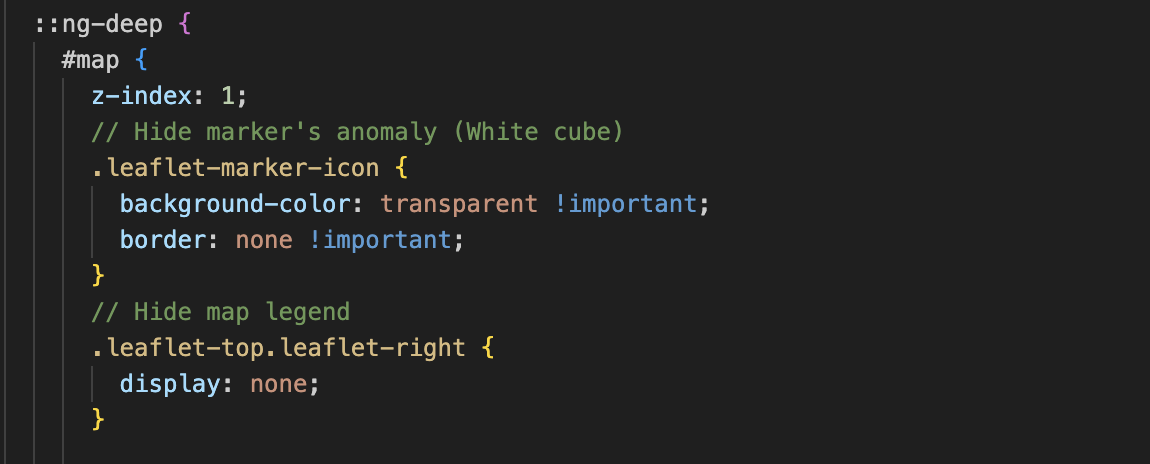 ::ng-deep {
#map {
z-index: 1;
// Hide marker's anomaly (White cube)
.leaflet-marker-icon {
background-color: transparent !important;
border: none !important;
}
// Hide map legend
.leaflet-top.leaflet-right {
display: none;
}